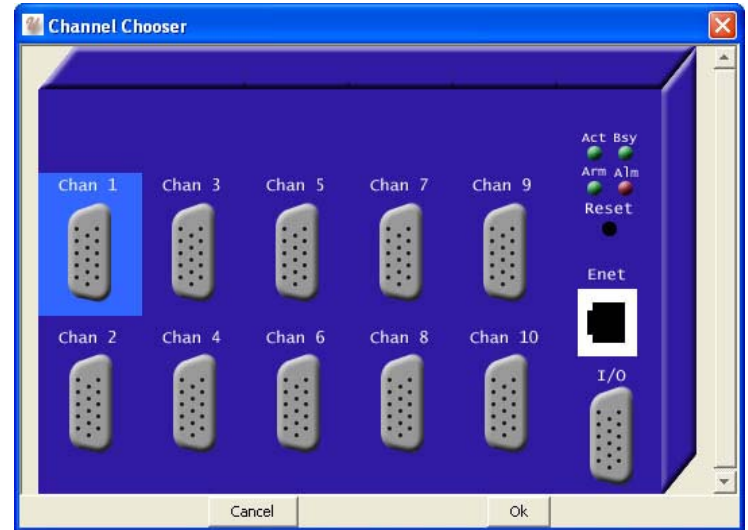 Channel Chooser
Act Bsy
Arm Alm
Reset
Chan 1 Chan 3 Chan 5 Chan 7 Chan 9
Enet
Chan 2 Chan 4 Chan 6 Chan 8 Chan 10
I/O
Cancel Ok